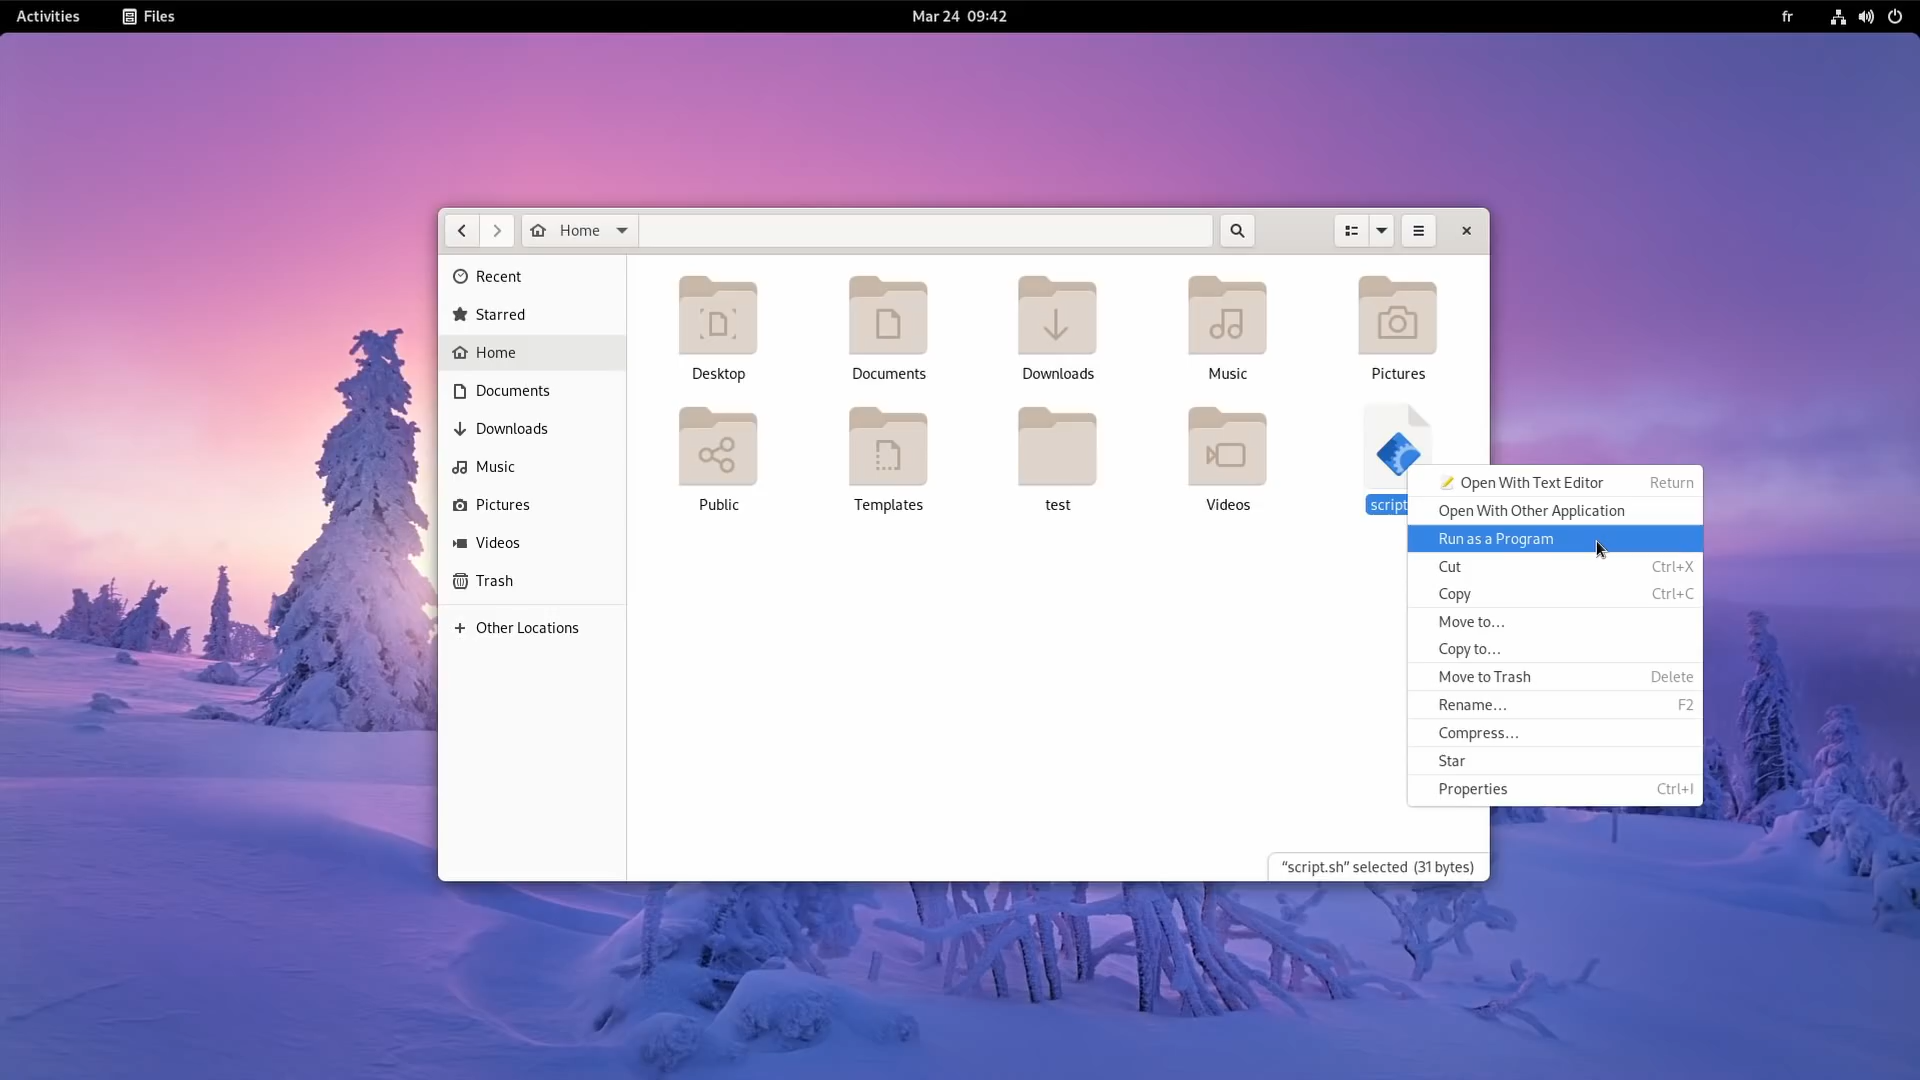 Activities
Files
Mar 24 09:42
fr
Home
Recent
Starred
Home
Documents
Downloads
Music
Pictures
Videos
Trash
Other Locations
Desktop
Documents
Downloads
Music
Pictures
Public
Templates
test
Videos
script
Open With Text Editor Return
Open With Other Application
Run as a Program
Cut Ctrl+X
Copy Ctrl+C
Move to…
Copy to…
Move to Trash Delete
Rename… F2
Compress…
Star
Properties Ctrl+I
“script.sh” selected (31 bytes)